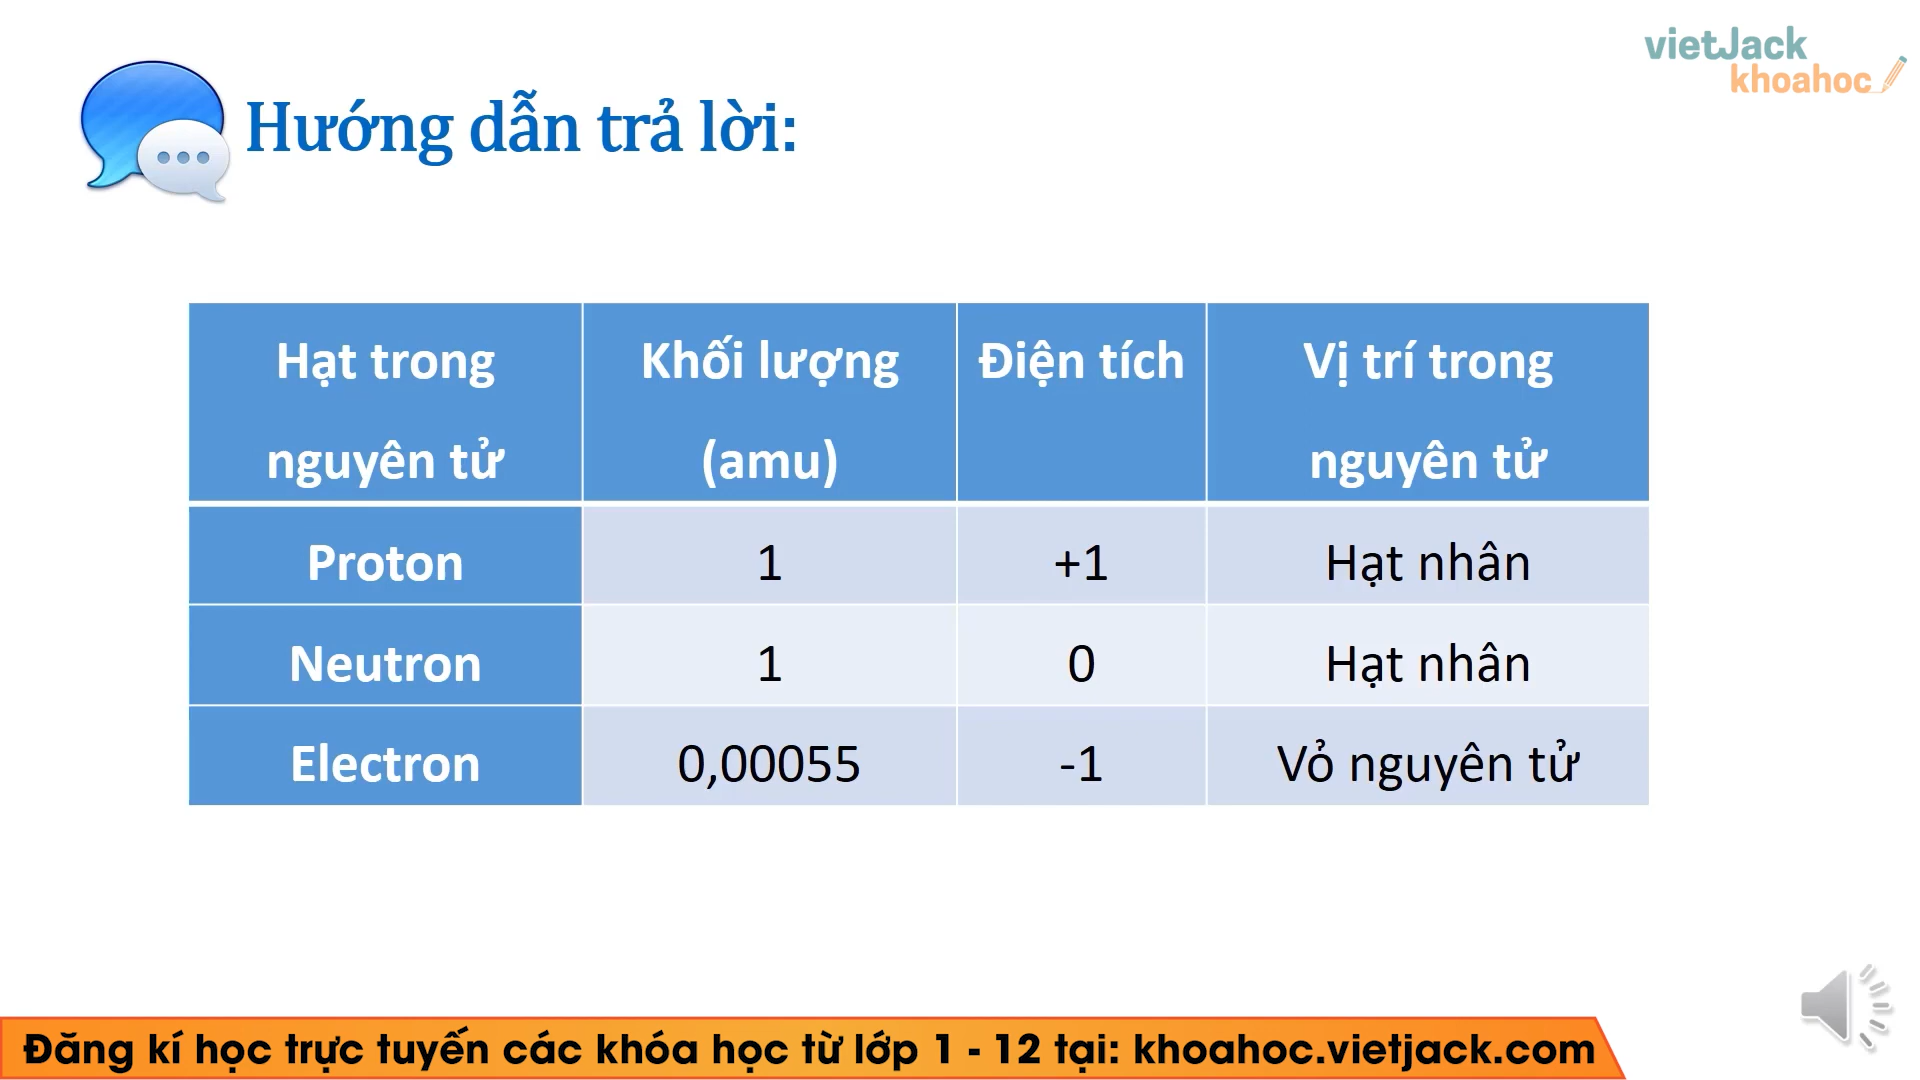 vietJack
khoahoc
Hướng dẫn trả lời:
Hạt trong
nguyên tử
Khối lượng
(amu)
Điện tích
Vị trí trong
nguyên tử
Proton
1
+1
Hạt nhân
Neutron
1
0
Hạt nhân
Electron
0,00055
-1
Vỏ nguyên tử
Đăng kí học trực tuyến các khóa học từ lớp 1 - 12 tại: khoahoc.vietjack.com